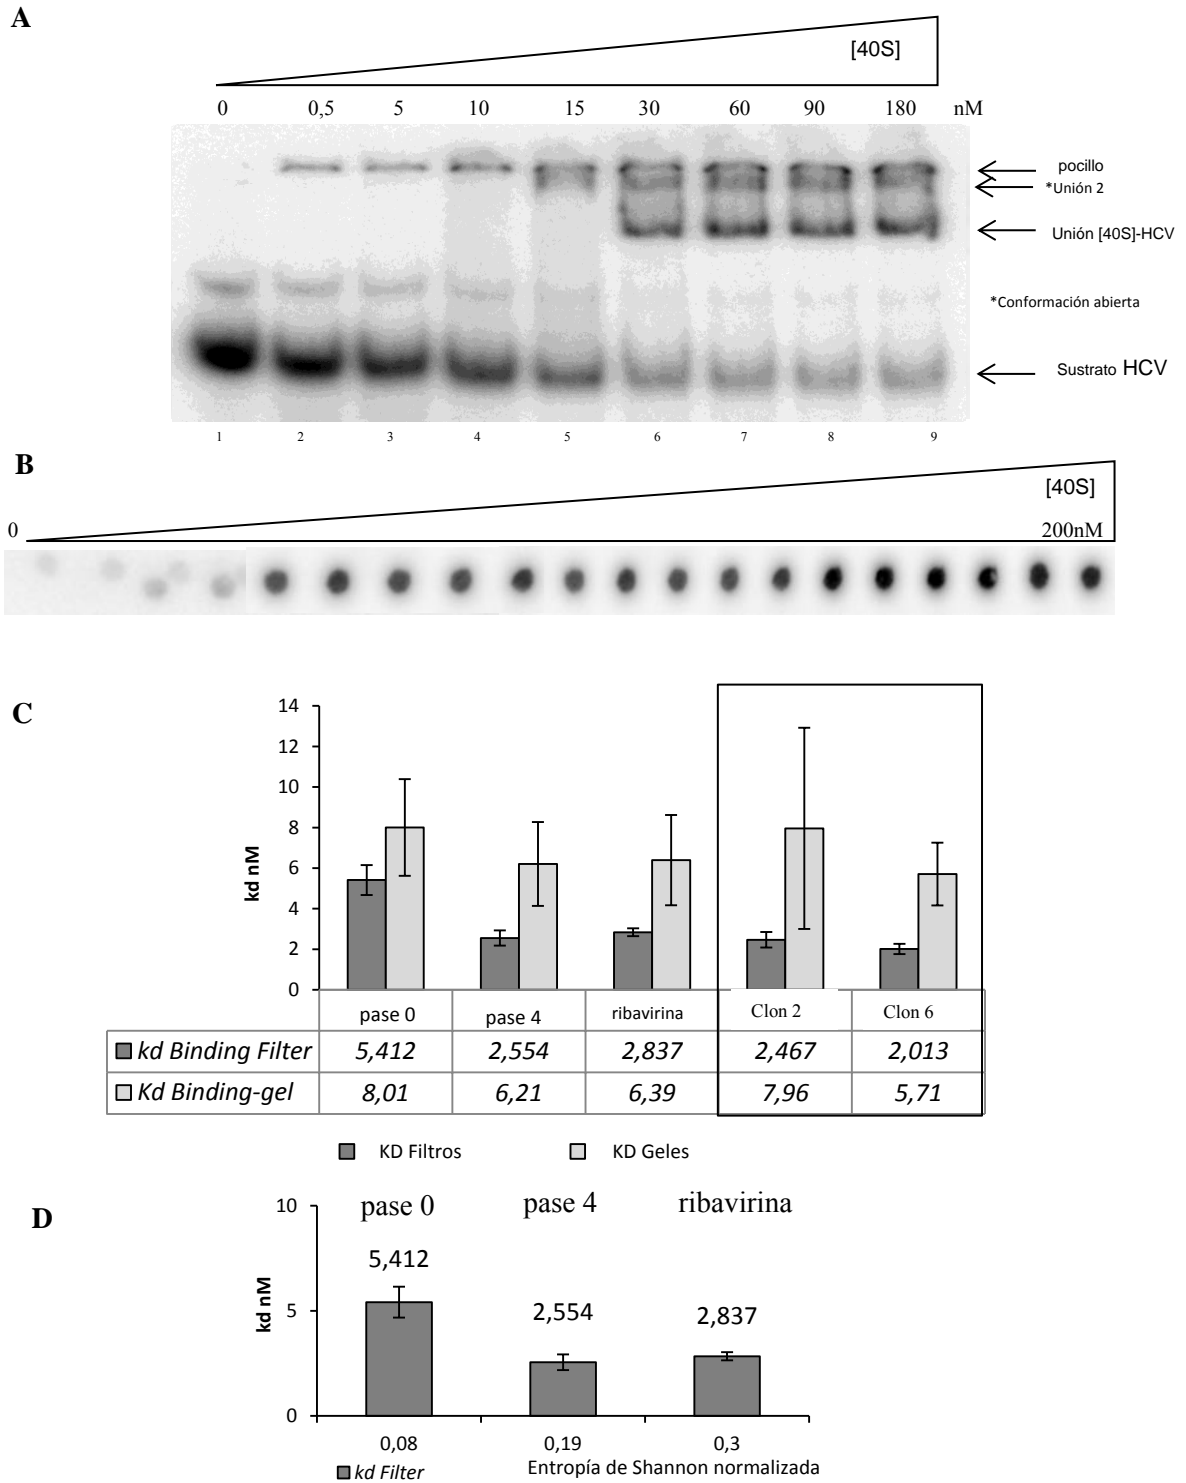 A
[40S]
0 0,5 5 10 15 30 60 90 180 nM
pocillo
*Unión 2
Unión [40S]-HCV
*Conformación abierta
Sustrato HCV
1 2 3 4 5 6 7 8 9
B
[40S]
0
200nM
C
14
12
10
8
6
4
2
0
kd nM
pase 0 pase 4 ribavirina Clon 2 Clon 6
kd Binding Filter 5,412 2,554 2,837 2,467 2,013
Kd Binding-gel 8,01 6,21 6,39 7,96 5,71
KD Filtros KD Geles
D
10
5
0
kd nM
pase 0 pase 4 ribavirina
5,412
2,554 2,837
0,08 0,19 0,3
kd Filter Entropía de Shannon normalizada